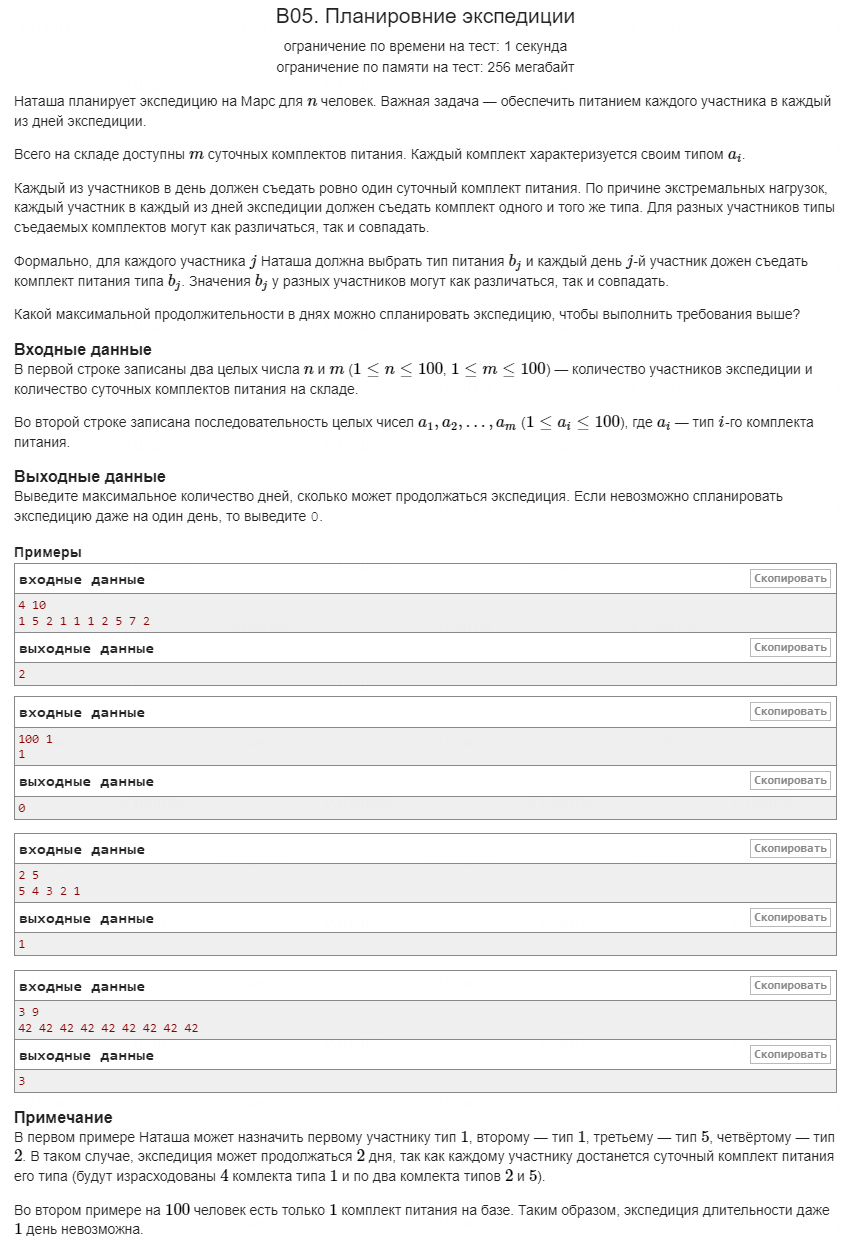 B05. Планировние экспедиции
ограничение по времени на тест: 1 секунда
ограничение по памяти на тест: 256 мегабайт
Наташа планирует экспедицию на Марс для n человек. Важная задача — обеспечить питанием каждого участника в каждый
из дней экспедиции.
Всего на складе доступны m суточных комплектов питания. Каждый комплект характеризуется своим типом a_i.
Каждый из участников в день должен съедать ровно один суточный комплект питания. По причине экстремальных нагрузок,
каждый участник в каждый из дней экспедиции должен съедать комплект одного и того же типа. Для разных участников типы
съедаемых комплектов могут как различаться, так и совпадать.
Формально, для каждого участника j Наташа должна выбрать тип питания b_j и каждый день j-й участник дожен съедать
комплект питания типа b_j. Значения b_j у разных участников могут как различаться, так и совпадать.
Какой максимальной продолжительности в днях можно спланировать экспедицию, чтобы выполнить требования выше?
Входные данные
В первой строке записаны два целых числа n и m (1 ≤ n ≤ 100, 1 ≤ m ≤ 100) — количество участников экспедиции и
количество суточных комплектов питания на складе.
Во второй строке записана последовательность целых чисел a_1, a_2, ..., a_m (1 ≤ a_i ≤ 100), где a_i — тип i-го комплекта
питания.
Выходные данные
Выведите максимальное количество дней, сколько может продолжаться экспедиция. Если невозможно спланировать
экспедицию даже на один день, то выведите 0.
Примеры
входные данные Скопировать
4 10
1 5 2 1 1 1 2 5 7 2
выходные данные Скопировать
2
входные данные Скопировать
100 1
1
выходные данные Скопировать
0
входные данные Скопировать
2 5
5 4 3 2 1
выходные данные Скопировать
1
входные данные Скопировать
3 9
42 42 42 42 42 42 42 42 42
выходные данные Скопировать
3
Примечание
В первом примере Наташа может назначить первому участнику тип 1, второму — тип 1, третьему — тип 5, четвёртому — тип
2. В таком случае, экспедиция может продолжаться 2 дня, так как каждому участнику достанется суточный комплект питания
его типа (будут израсходованы 4 комлекта типа 1 и по два комлекта типов 2 и 5).
Во втором примере на 100 человек есть только 1 комплект питания на базе. Таким образом, экспедиция длительности даже
1 день невозможна.